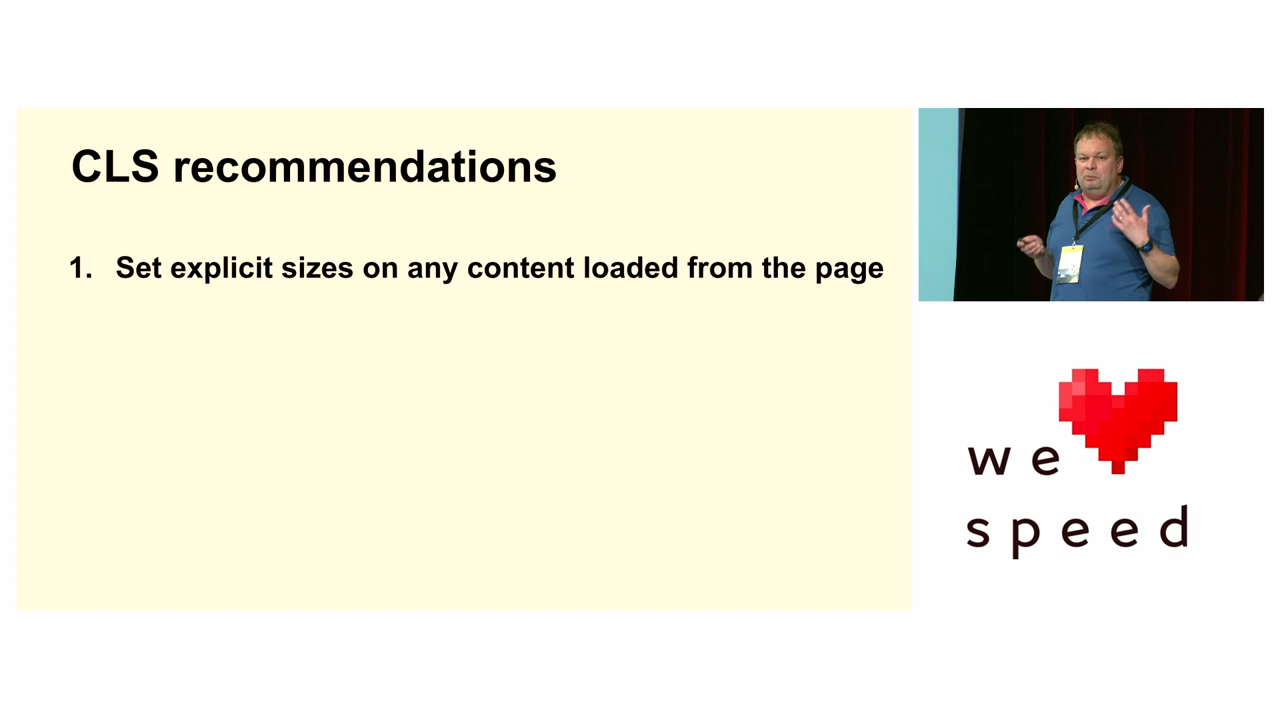 CLS recommendations
1. Set explicit sizes on any content loaded from the page
we
speed